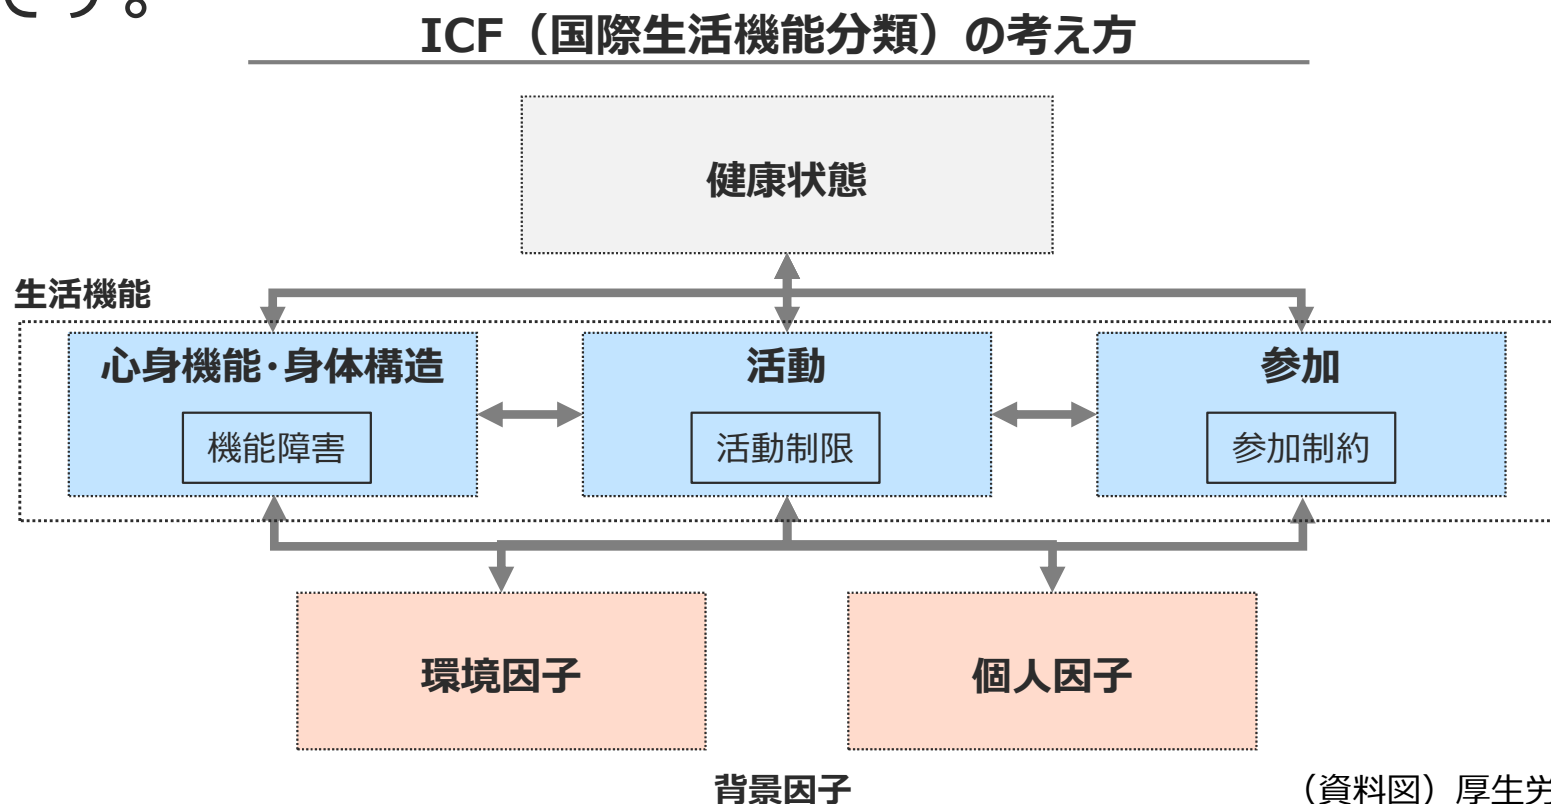 ICF（国際生活機能分類）の考え方
健康状態
生活機能
心身機能･身体構造
活動
参加
機能障害
活動制限
参加制約
環境因子
個人因子
背景因子
（資料図）厚生労